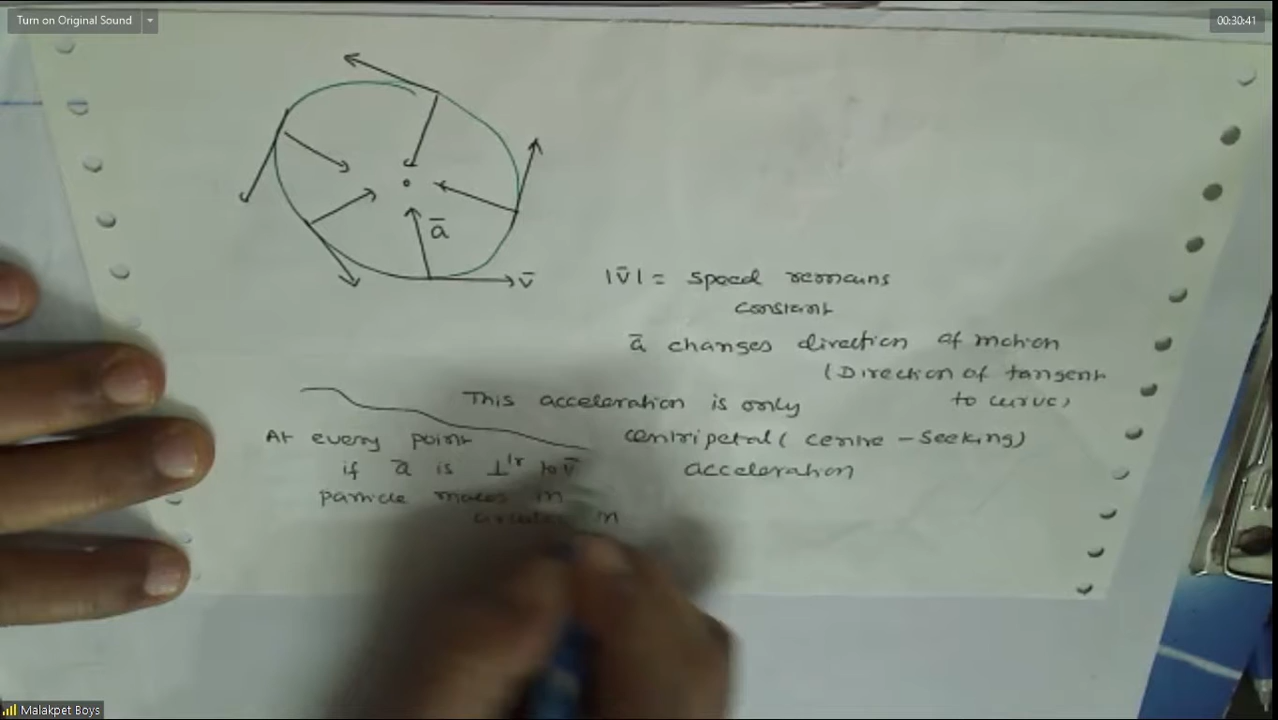 Turn on Original Sound
00:30:41
ā
v̄
|v̄| = speed remains
constant
ā changes direction of motion
(Direction of tangent
to curve)
This acceleration is only
centripetal (centre - seeking)
acceleration
At every point
if ā is ⊥'r to v̄
particle moves in
Malakpet Boys